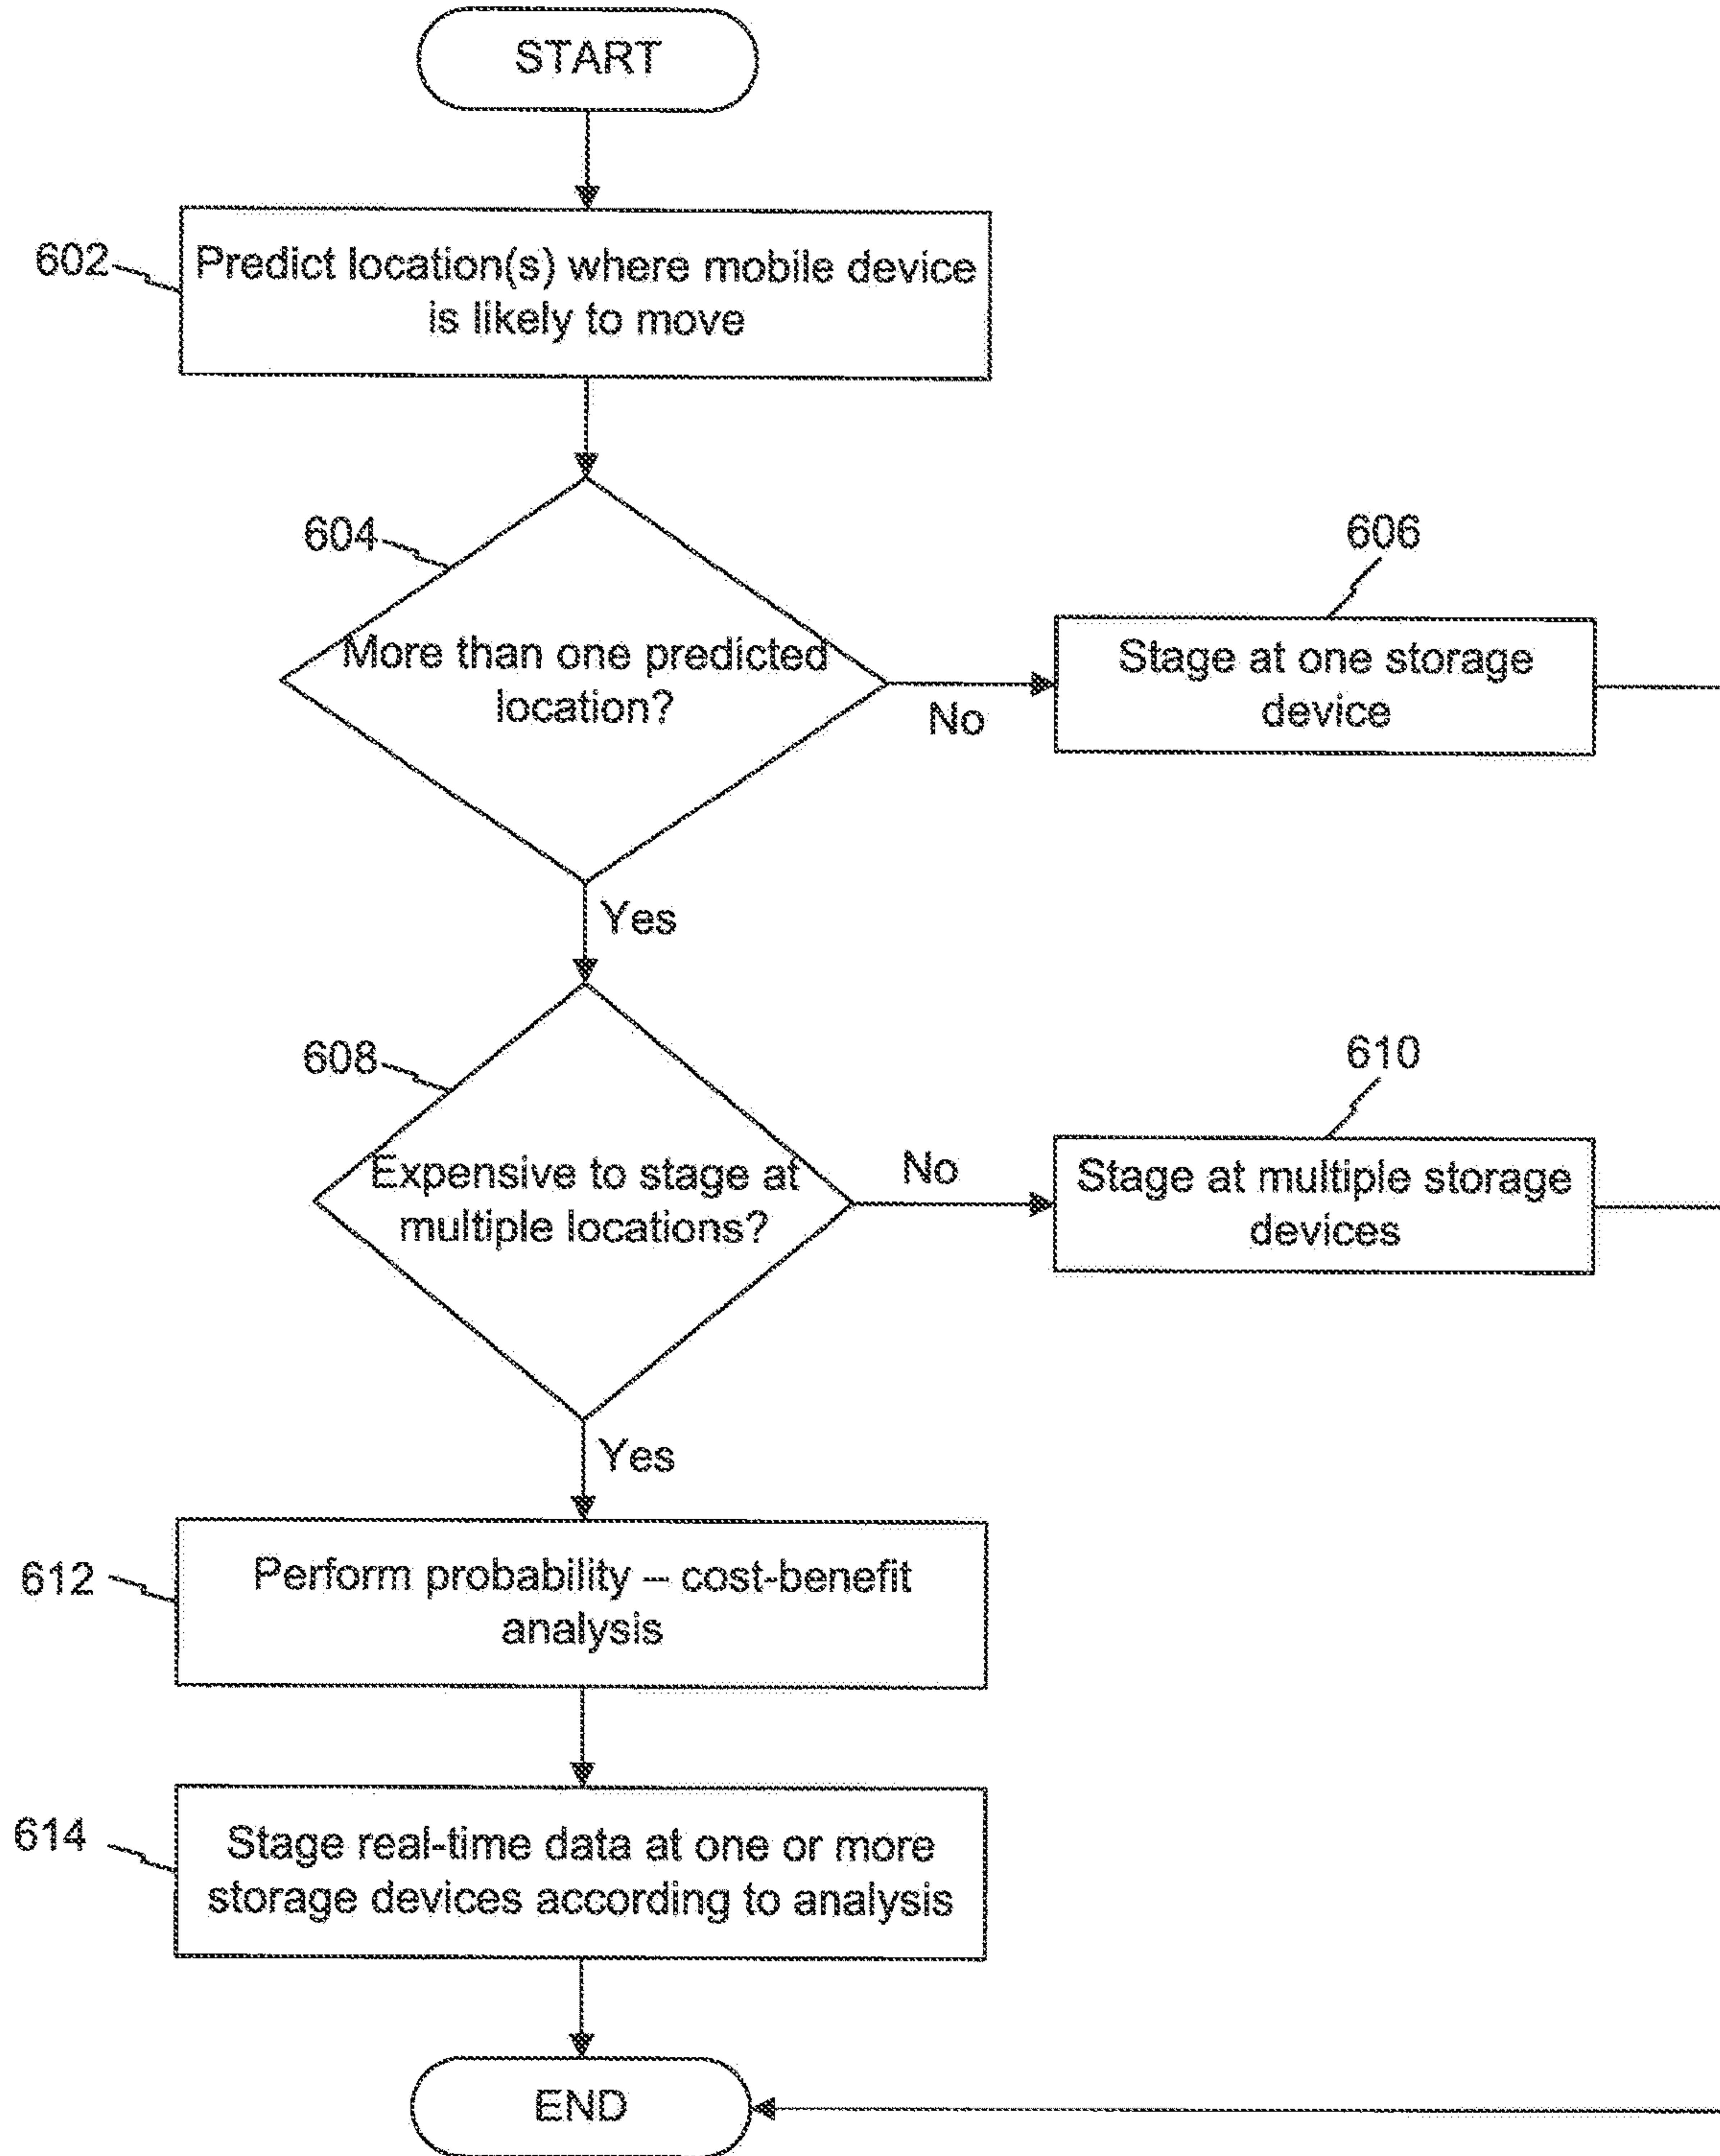 START
602
Predict location(s) where mobile device
is likely to move
604
More than one predicted
location?
No
606
Stage at one storage
device
Yes
608
Expensive to stage at
multiple locations?
No
610
Stage at multiple storage
devices
Yes
612
Perform probability – cost-benefit
analysis
614
Stage real-time data at one or more
storage devices according to analysis
END